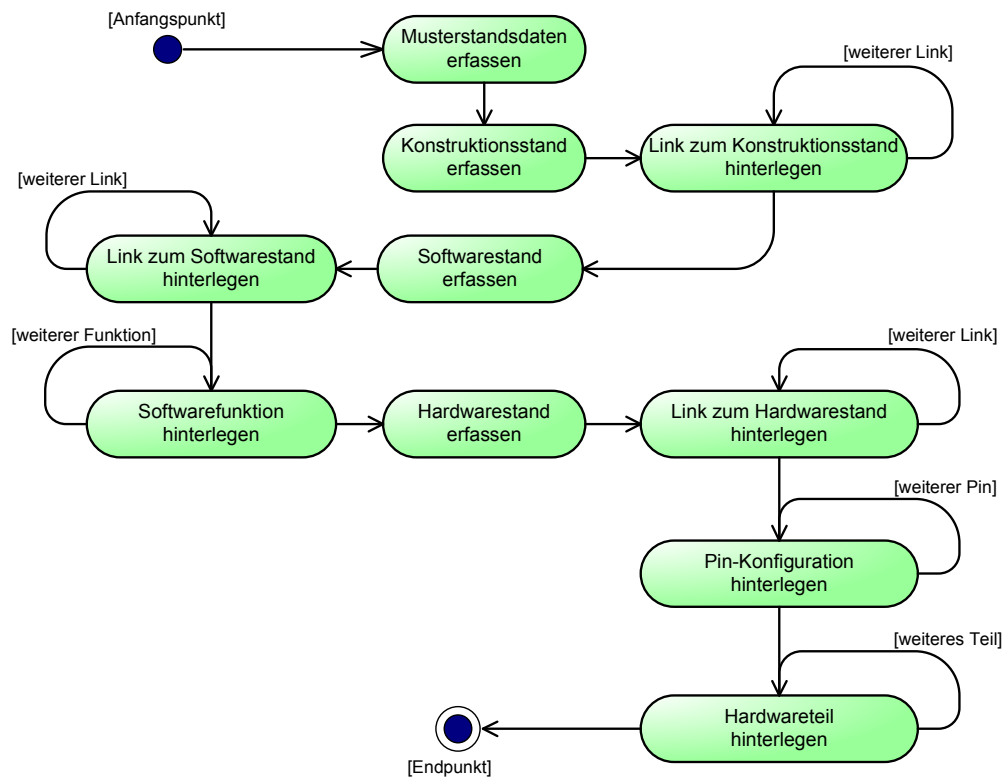 [Anfangspunkt]
Musterstandsdaten
erfassen
[weiterer Link]
Konstruktionsstand
erfassen
Link zum Konstruktionsstand
hinterlegen
[weiterer Link]
Link zum Softwarestand
hinterlegen
Softwarestand
erfassen
[weiterer Funktion]
[weiterer Link]
Softwarefunktion
hinterlegen
Hardwarestand
erfassen
Link zum Hardwarestand
hinterlegen
[weiterer Pin]
Pin-Konfiguration
hinterlegen
[weiteres Teil]
Hardwareteil
hinterlegen
[Endpunkt]